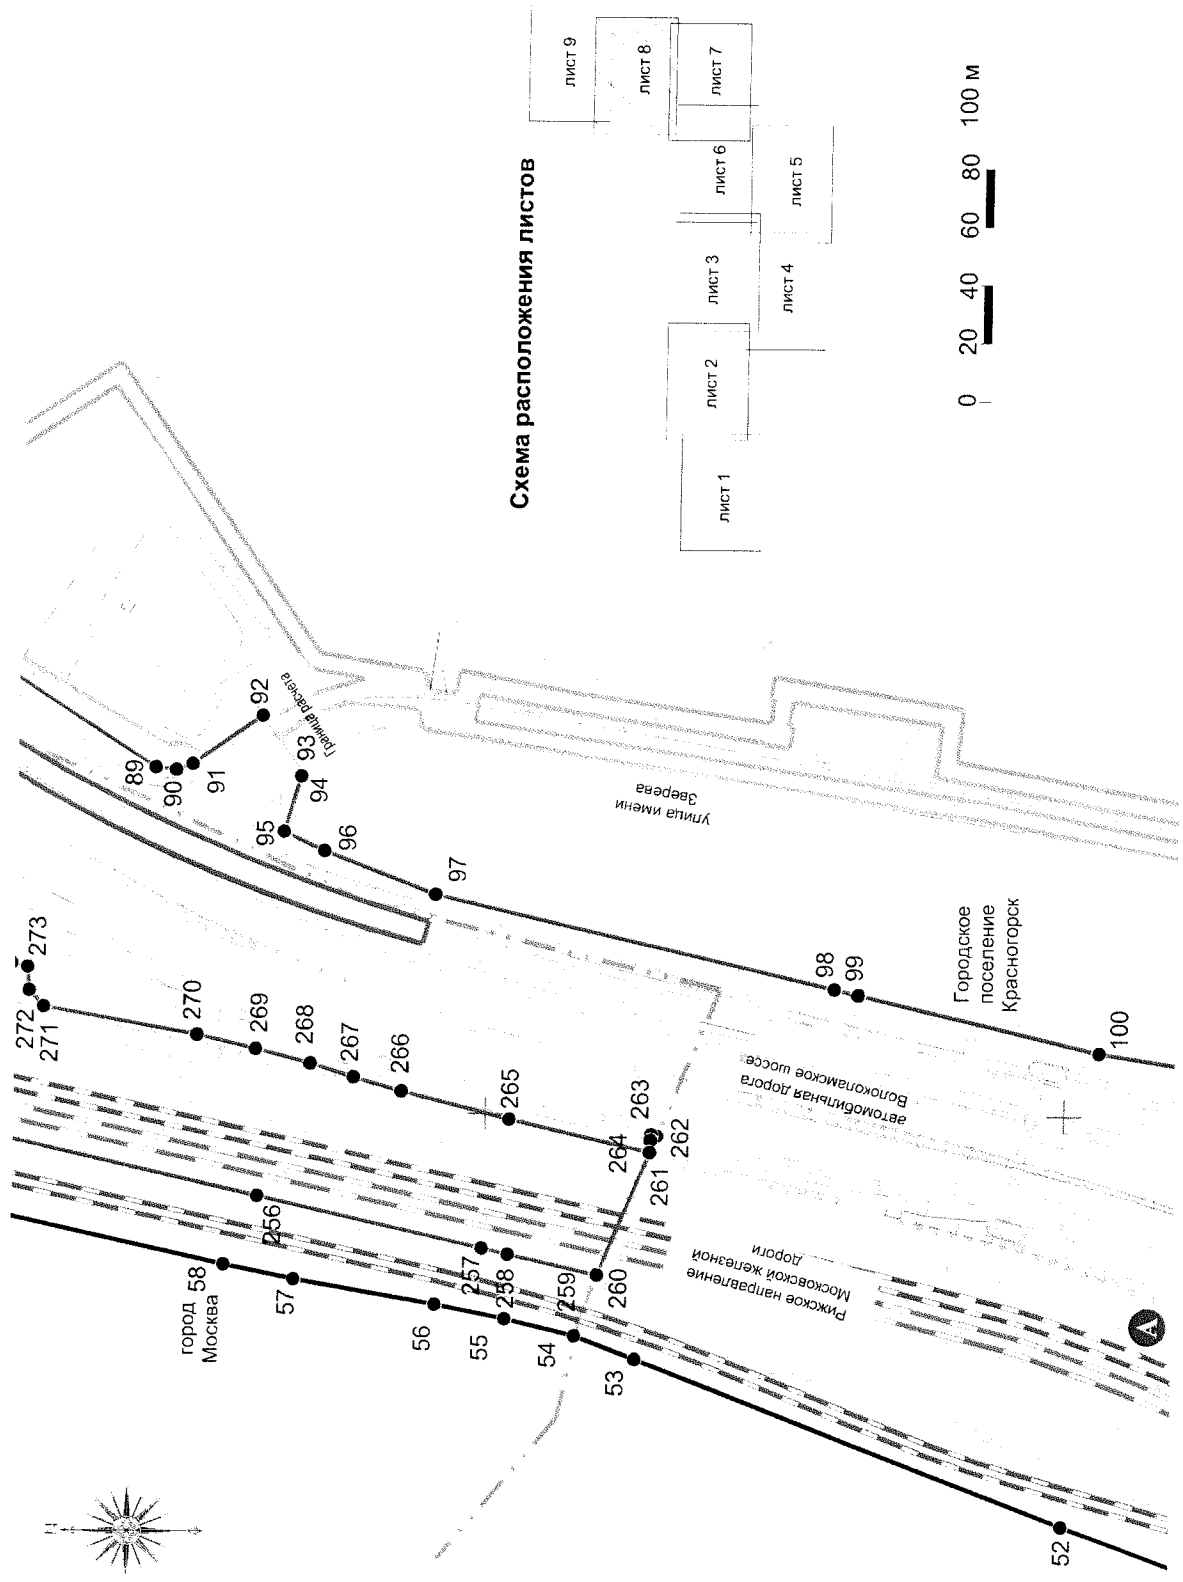 Схема расположения листов
лист 9
лист 8
лист 7
лист 6
лист 5
лист 3
лист 4
лист 2
лист 1
0
20
40
60
80
100 м
город
Москва
58
57
56
55
54
53
52
256
257
258
259
260
261
262
263
264
265
266
267
268
269
270
271
272
273
89
90
91
92
93
94
95
96
97
98
99
100
Граница расчета
улица имени
Зверева
Городское
поселение
Красногорск
автомобильная дорога
Волоколамское шоссе
Рижское направление
Московской железной
дороги
А